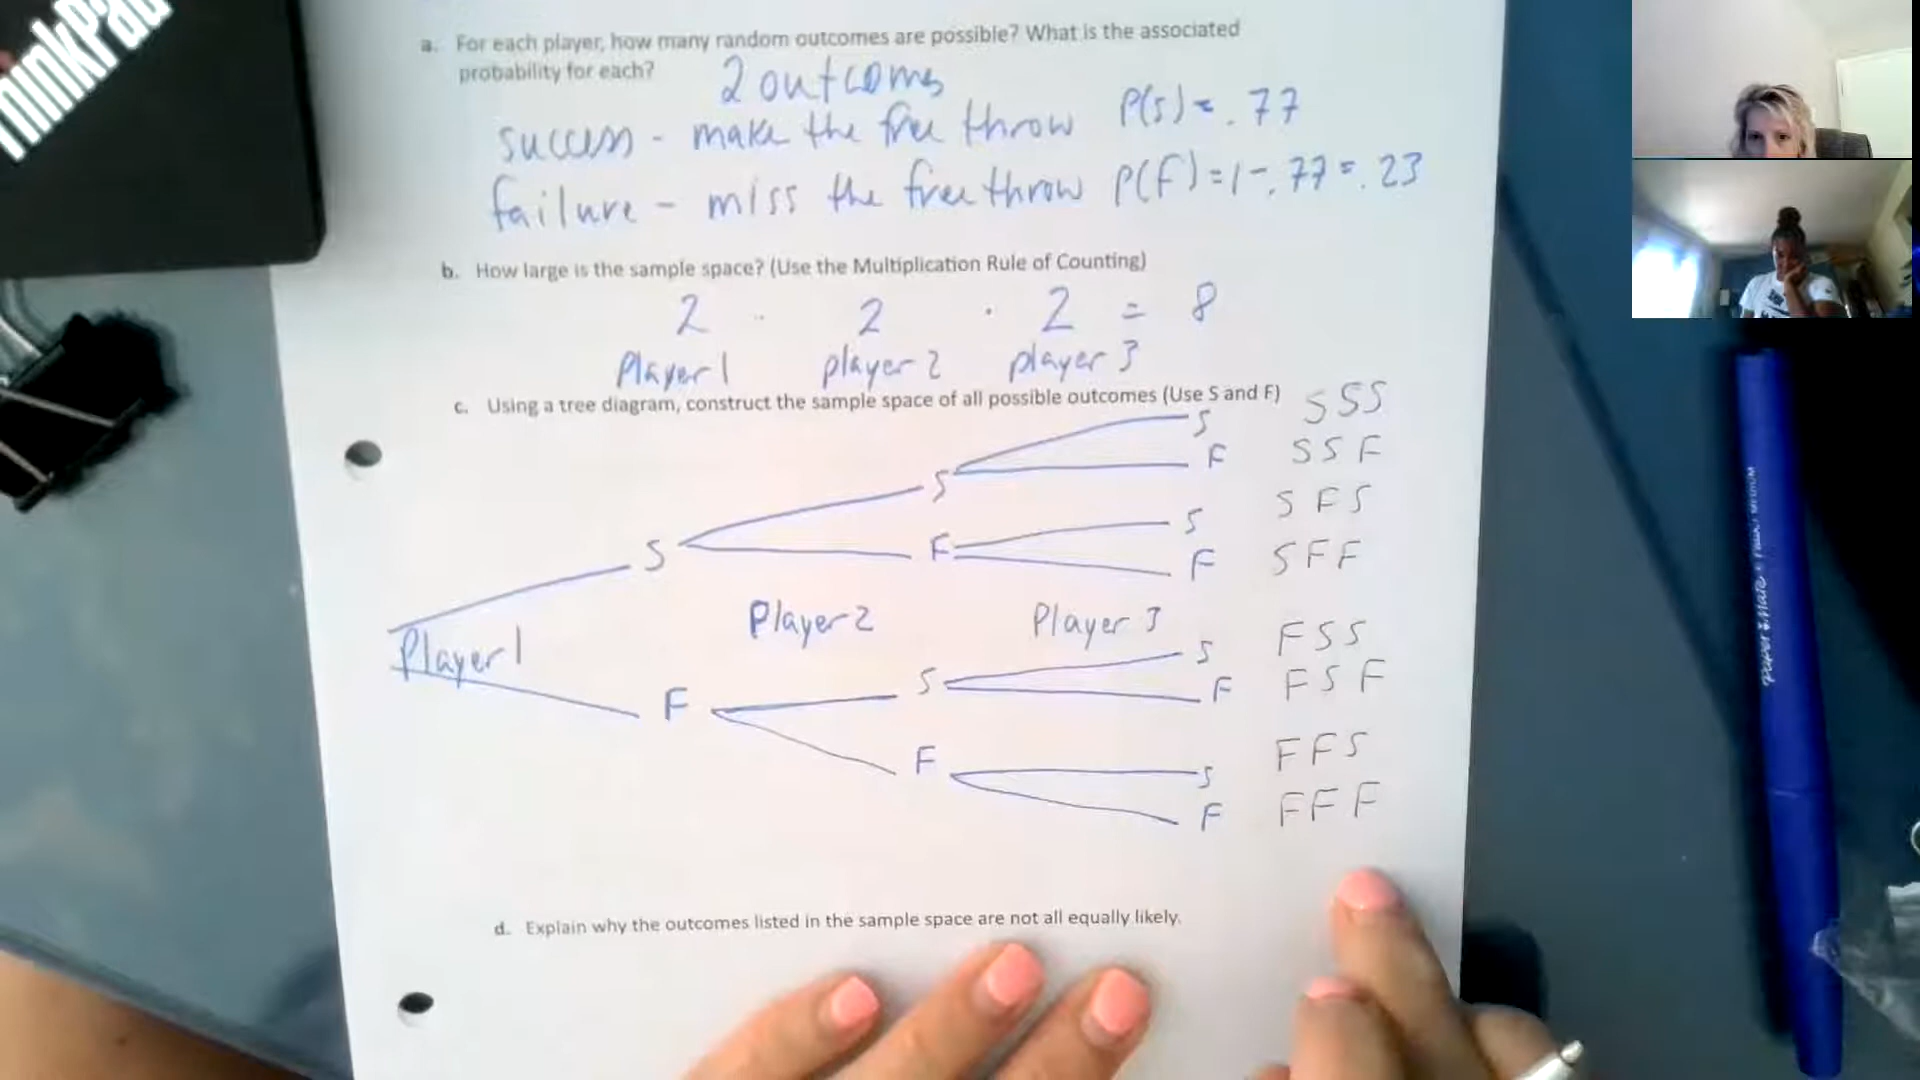 ThinkPad
a. For each player, how many random outcomes are possible? What is the associated
probability for each? 2 outcomes
success - make the free throw P(S) = .77
failure - miss the free throw P(F) = 1-.77 = .23
b. How large is the sample space? (Use the Multiplication Rule of Counting)
2 · 2 · 2 = 8
Player 1 player 2 player 3
c. Using a tree diagram, construct the sample space of all possible outcomes (Use S and F) SSS
S
F SSF
S
S SFS
F
S
F SFF
Player 1 Player 2 Player 3
S FSS
S
F FSF
F
F
S FFS
F FFF
d. Explain why the outcomes listed in the sample space are not all equally likely.